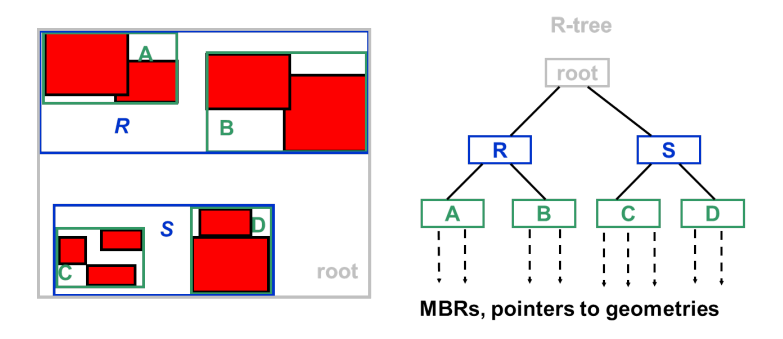 A
R
B
S
D
C
root
R-tree
root
R
S
A
B
C
D
MBRs, pointers to geometries